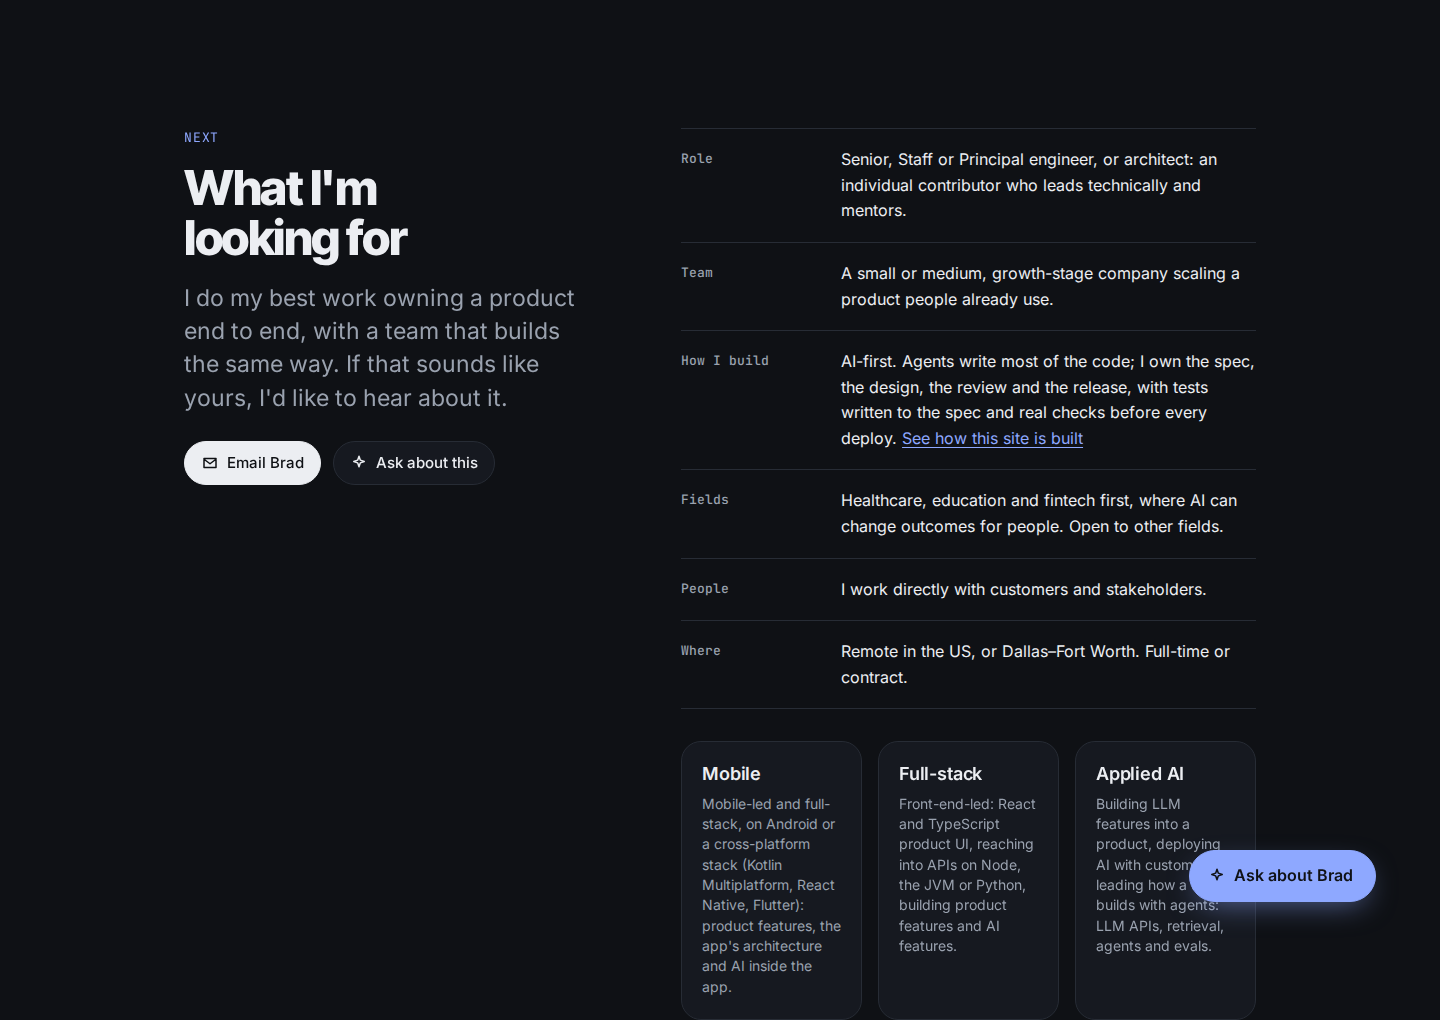 NEXT
What I'm
looking for
I do my best work owning a product
end to end, with a team that builds
the same way. If that sounds like
yours, I'd like to hear about it.
Email Brad
Ask about this
Role
Senior, Staff or Principal engineer, or architect: an
individual contributor who leads technically and
mentors.
Team
A small or medium, growth-stage company scaling a
product people already use.
How I build
AI-first. Agents write most of the code; I own the spec,
the design, the review and the release, with tests
written to the spec and real checks before every
deploy. See how this site is built
Fields
Healthcare, education and fintech first, where AI can
change outcomes for people. Open to other fields.
People
I work directly with customers and stakeholders.
Where
Remote in the US, or Dallas–Fort Worth. Full-time or
contract.
Mobile
Mobile-led and full-
stack, on Android or
a cross-platform
stack (Kotlin
Multiplatform, React
Native, Flutter):
product features, the
app's architecture
and AI inside the
app.
Full-stack
Front-end-led: React
and TypeScript
product UI, reaching
into APIs on Node,
the JVM or Python,
building product
features and AI
features.
Applied AI
Building LLM
features into a
product, deploying
AI with
leading how a
builds with agents:
LLM APIs, retrieval,
agents and evals.
Ask about Brad